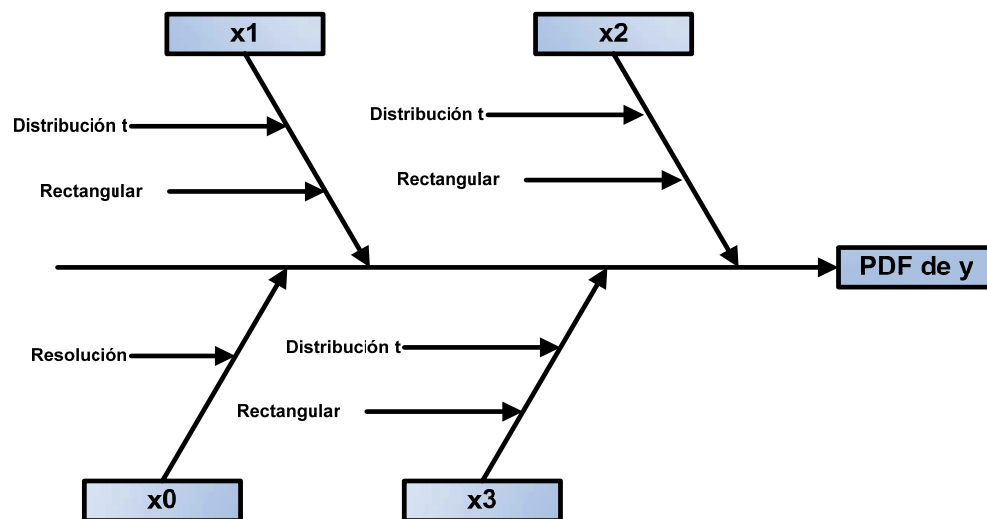 x1
x2
Distribución t
Rectangular
Distribución t
Rectangular
PDF de y
Resolución
Distribución t
Rectangular
x0
x3